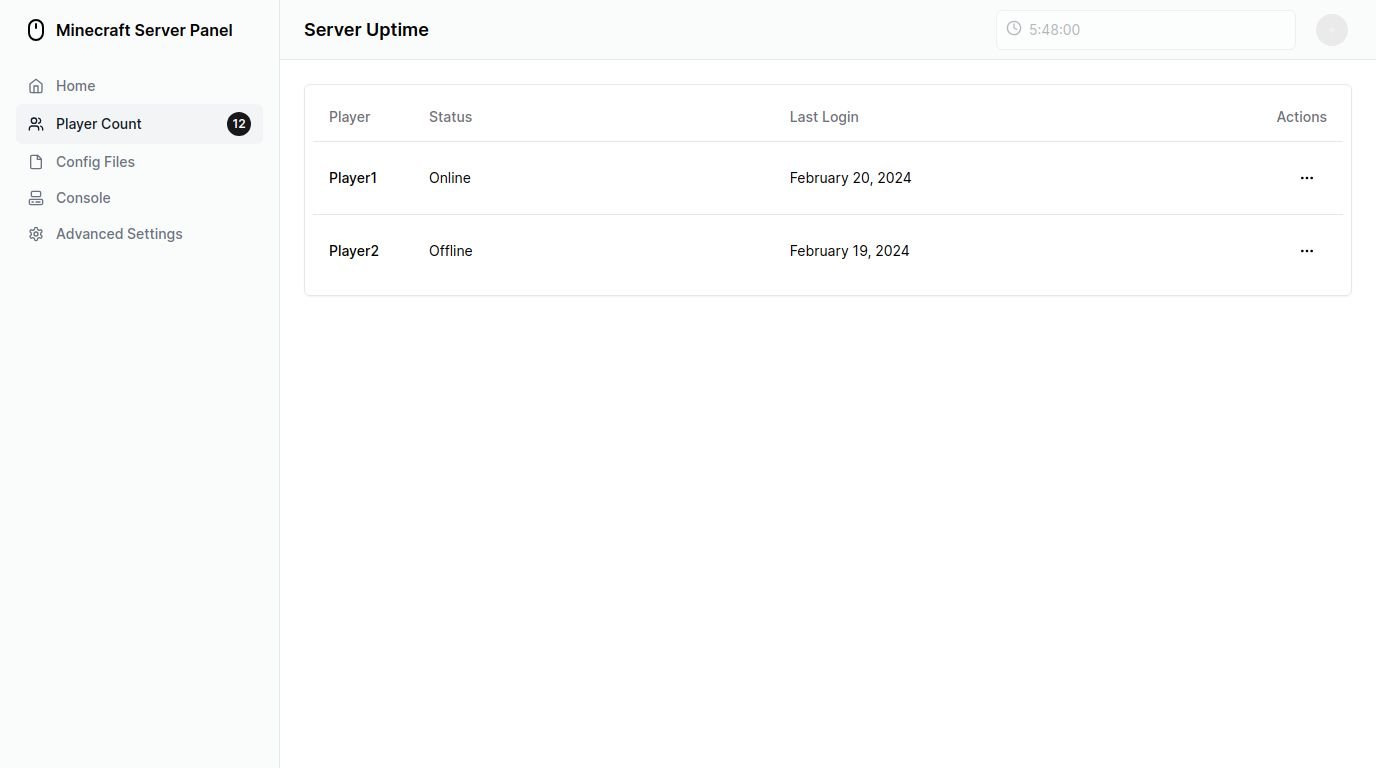 Minecraft Server Panel
Home
Player Count 12
Config Files
Console
Advanced Settings
Server Uptime
5:48:00
Player Status Last Login Actions
Player1 Online February 20, 2024
Player2 Offline February 19, 2024